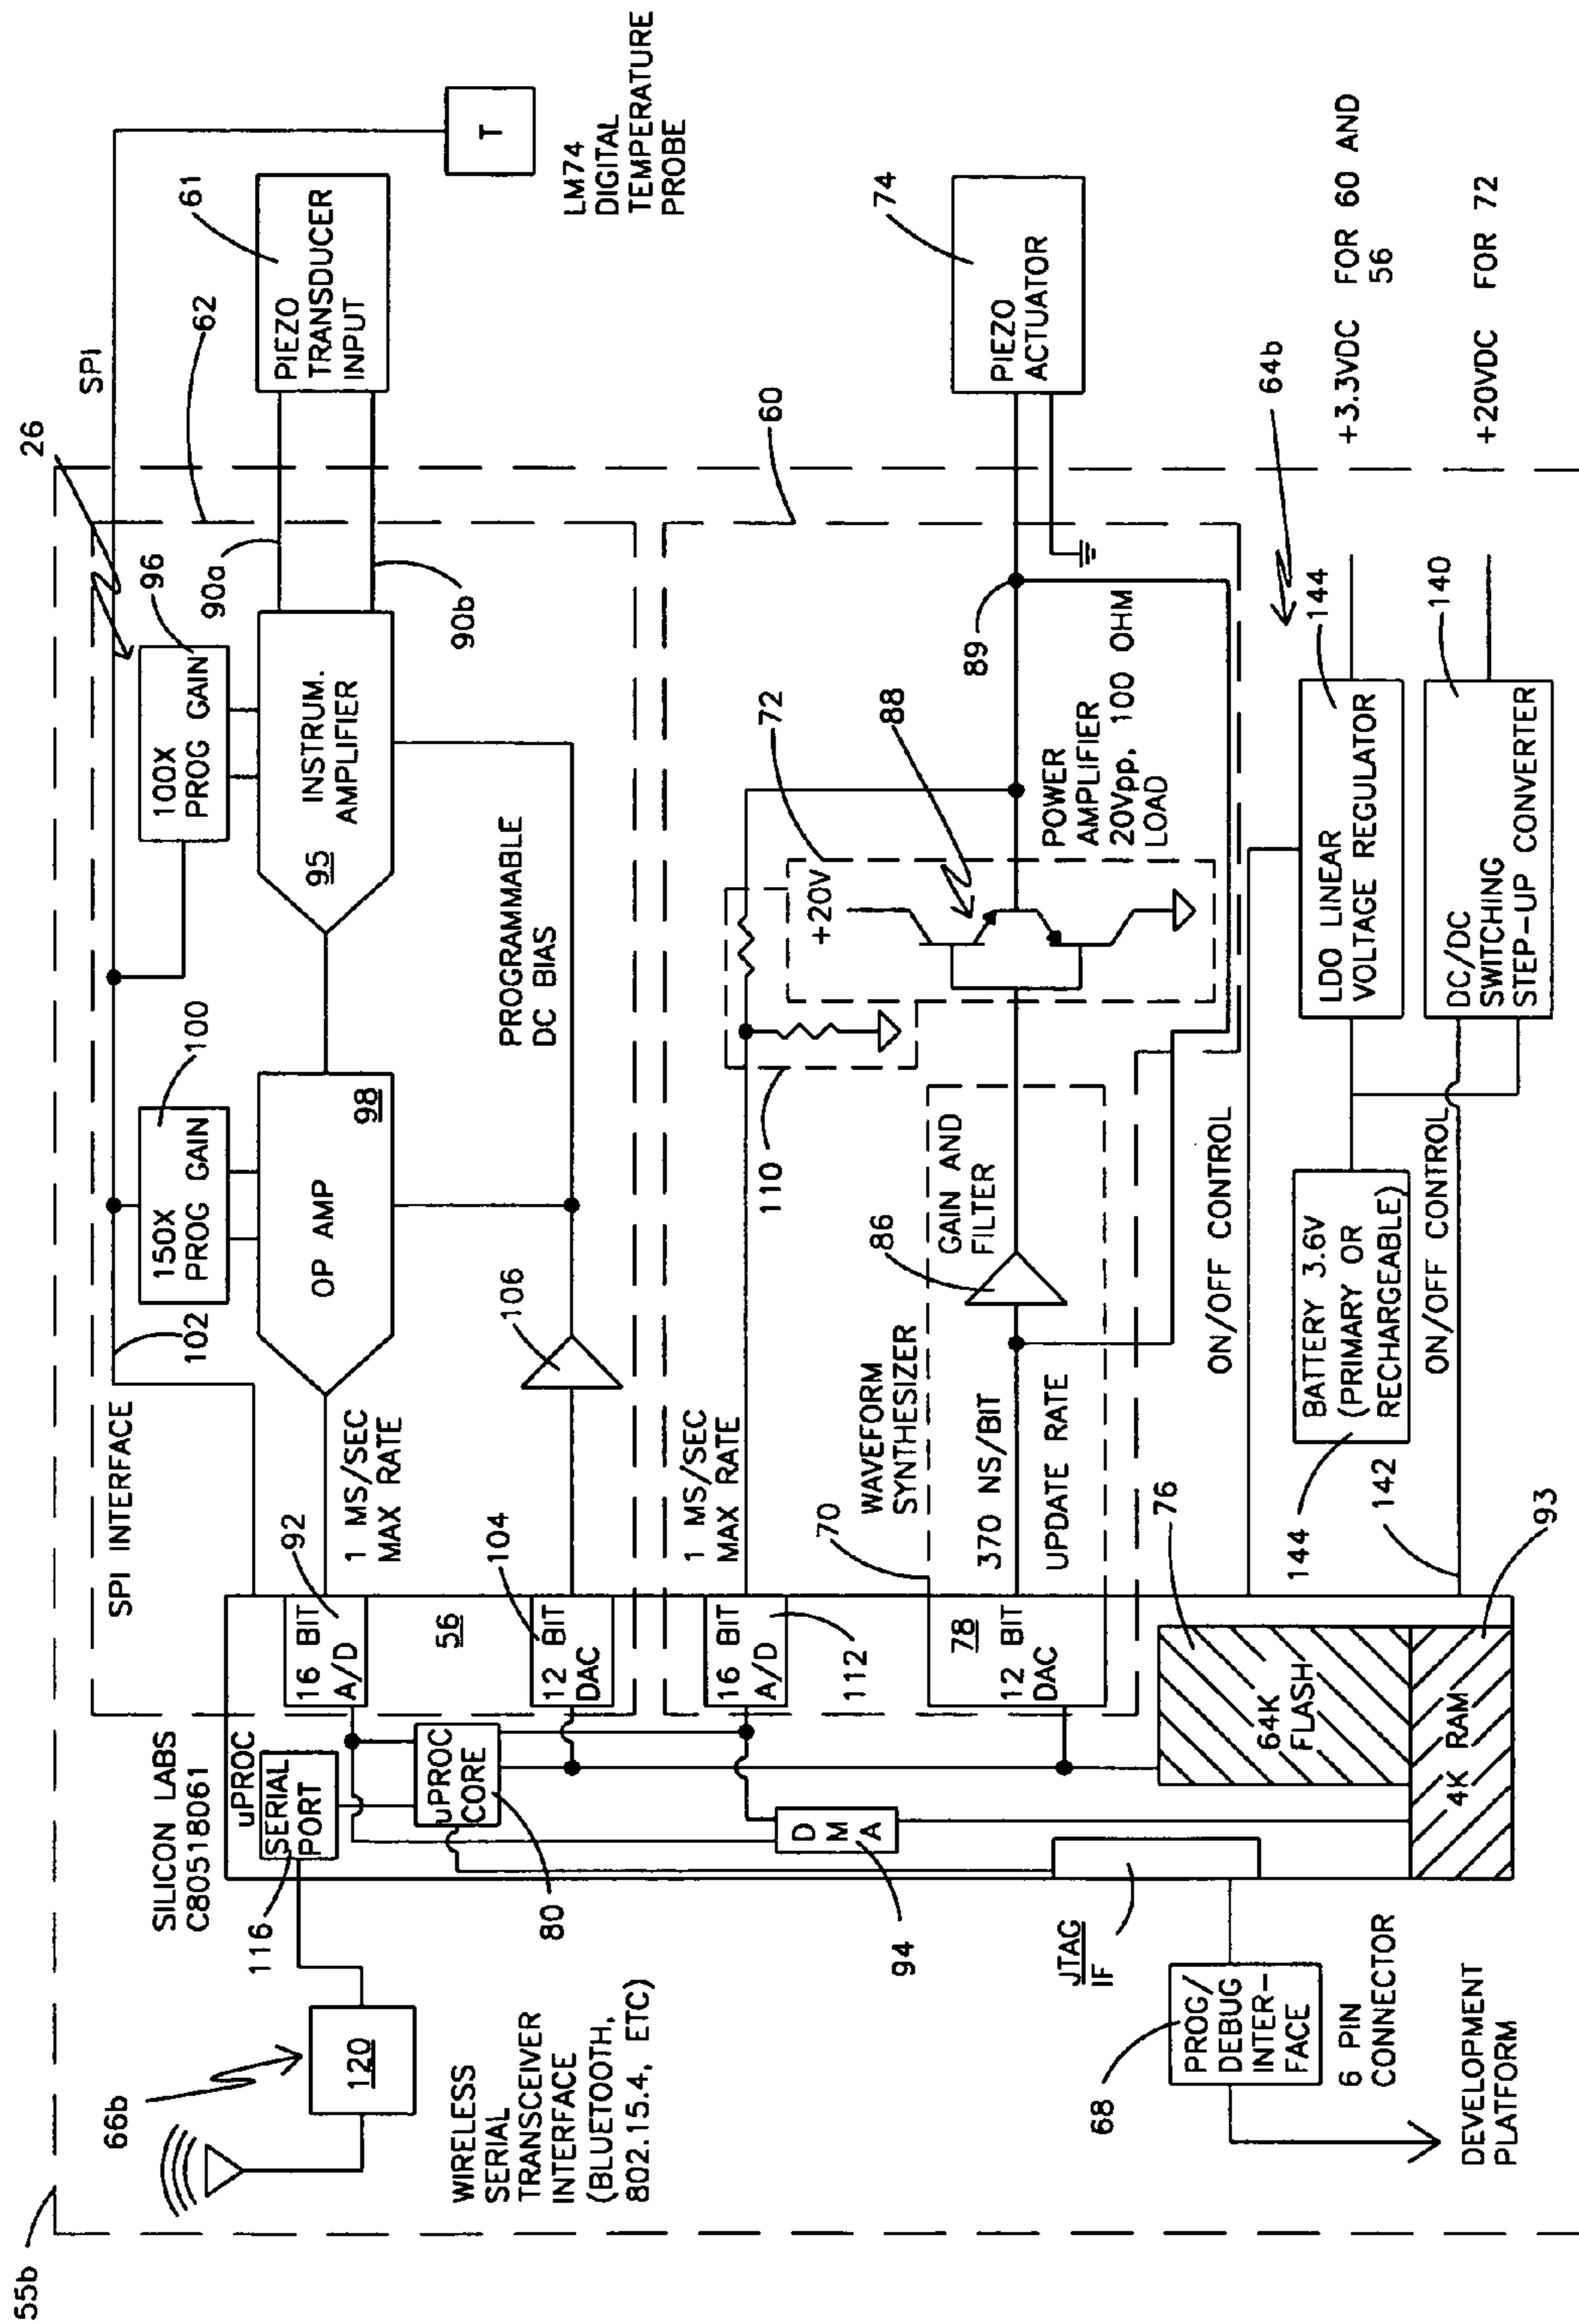 55b
66b
120
WIRELESS
SERIAL
TRANSCEIVER
INTERFACE
(BLUETOOTH,
802.15.4, ETC)
SILICON LABS
C80518061
116
uPROC
SERIAL
PORT
uPROC
CORE
80
D
M
A
94
JTAG
IF
68
PROG/
DEBUG
INTER-
FACE
6 PIN
CONNECTOR
DEVELOPMENT
PLATFORM
SPI INTERFACE
92
16 BIT
A/D
56
104
12 BIT
DAC
16 BIT
A/D
112
78
12 BIT
DAC
70
76
64K
FLASH
4K RAM
93
142
144
102
1 MS/SEC
MAX RATE
150X
PROG GAIN
100
OP AMP
98
106
PROGRAMMABLE
DC BIAS
100X
PROG GAIN
96
26
INSTRUM.
AMPLIFIER
95
90a
90b
62
SPI
61
PIEZO
TRANSDUCER
INPUT
T
LM74
DIGITAL
TEMPERATURE
PROBE
1 MS/SEC
MAX RATE
WAVEFORM
SYNTHESIZER
370 NS/BIT
UPDATE RATE
86
GAIN AND
FILTER
110
72
+20V
88
POWER
AMPLIFIER
20Vpp, 100 OHM
LOAD
89
60
74
PIEZO
ACTUATOR
ON/OFF CONTROL
BATTERY 3.6V
(PRIMARY OR
RECHARGEABLE)
ON/OFF CONTROL
LDO LINEAR
VOLTAGE REGULATOR
144
64b
DC/DC
SWITCHING
STEP-UP CONVERTER
140
+3.3VDC FOR 60 AND
56
+20VDC FOR 72